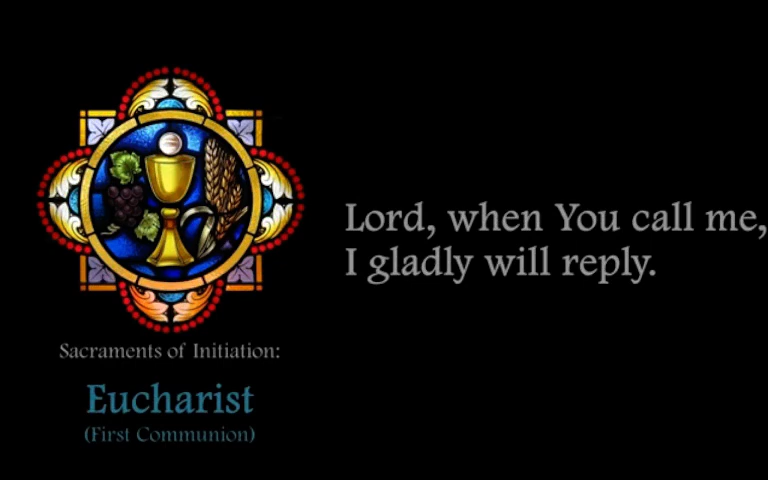 Lord, when You call me,
I gladly will reply.
Sacraments of Initiation:
Eucharist
(First Communion)